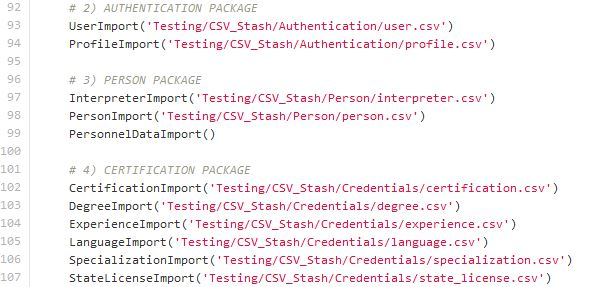 92 # 2) AUTHENTICATION PACKAGE
93 UserImport('Testing/CSV_Stash/Authentication/user.csv')
94 ProfileImport('Testing/CSV_Stash/Authentication/profile.csv')
95
96 # 3) PERSON PACKAGE
97 InterpreterImport('Testing/CSV_Stash/Person/interpreter.csv')
98 PersonImport('Testing/CSV_Stash/Person/person.csv')
99 PersonnelDataImport()
100
101 # 4) CERTIFICATION PACKAGE
102 CertificationImport('Testing/CSV_Stash/Credentials/certification.csv')
103 DegreeImport('Testing/CSV_Stash/Credentials/degree.csv')
104 ExperienceImport('Testing/CSV_Stash/Credentials/experience.csv')
105 LanguageImport('Testing/CSV_Stash/Credentials/language.csv')
106 SpecializationImport('Testing/CSV_Stash/Credentials/specialization.csv')
107 StateLicenseImport('Testing/CSV_Stash/Credentials/state_license.csv')